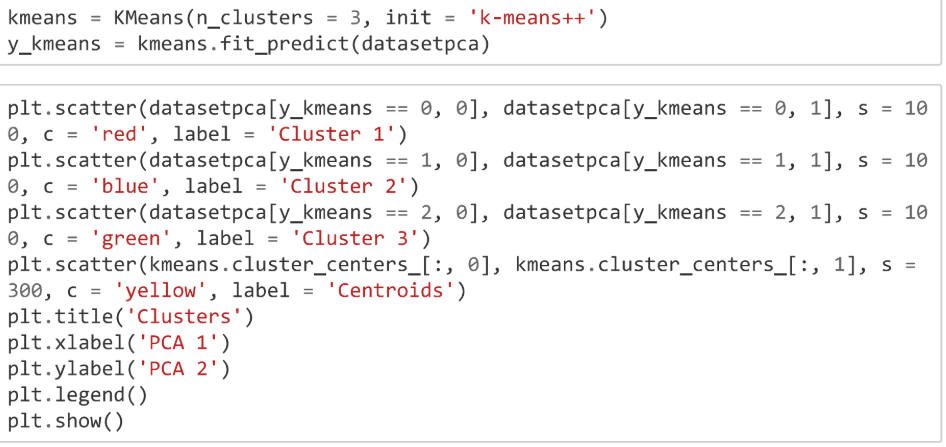 kmeans = KMeans(n_clusters = 3, init = 'k-means++')
y_kmeans = kmeans.fit_predict(datasetpca)
plt.scatter(datasetpca[y_kmeans == 0, 0], datasetpca[y_kmeans == 0, 1], s = 10
0, c = 'red', label = 'Cluster 1')
plt.scatter(datasetpca[y_kmeans == 1, 0], datasetpca[y_kmeans == 1, 1], s = 10
0, c = 'blue', label = 'Cluster 2')
plt.scatter(datasetpca[y_kmeans == 2, 0], datasetpca[y_kmeans == 2, 1], s = 10
0, c = 'green', label = 'Cluster 3')
plt.scatter(kmeans.cluster_centers_[:, 0], kmeans.cluster_centers_[:, 1], s =
300, c = 'yellow', label = 'Centroids')
plt.title('Clusters')
plt.xlabel('PCA 1')
plt.ylabel('PCA 2')
plt.legend()
plt.show()